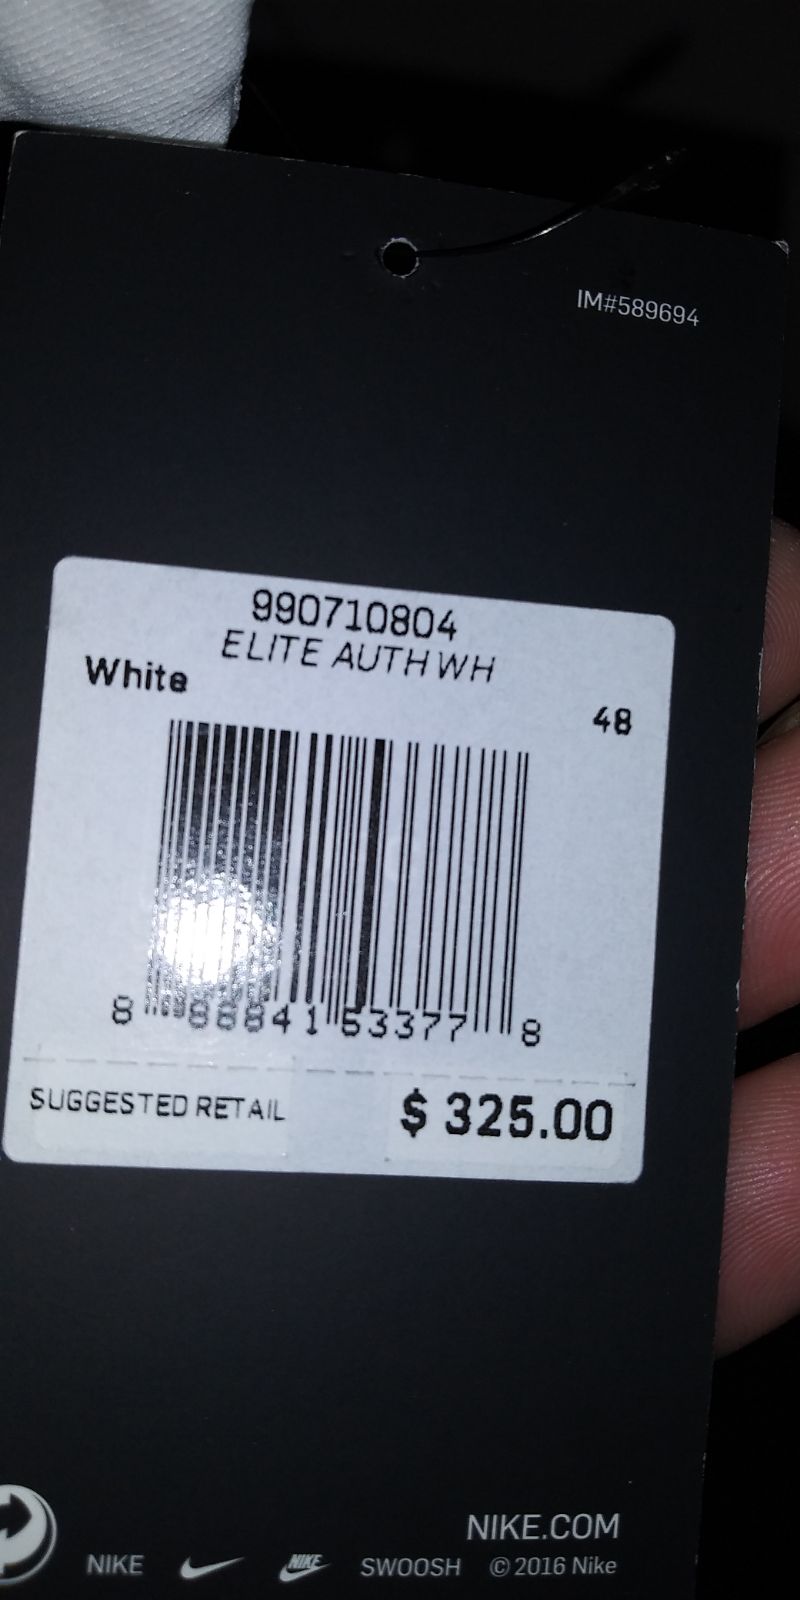 IM#589694
990710804
ELITE AUTH WH
White
48
8 88841 53377 8
SUGGESTED RETAIL $ 325.00
NIKE.COM
NIKE NIKE SWOOSH © 2016 Nike